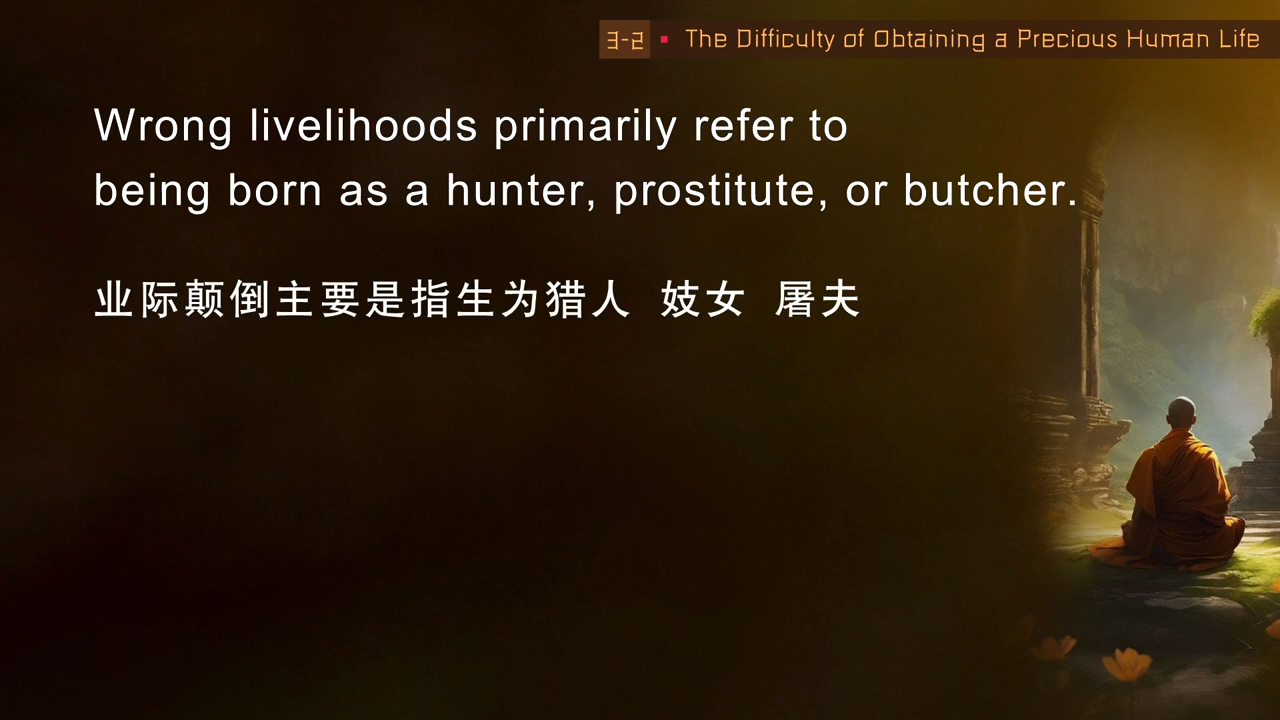 3-2 ▪ The Difficulty of Obtaining a Precious Human Life
Wrong livelihoods primarily refer to
being born as a hunter, prostitute, or butcher.
业际颠倒主要是指生为猎人 妓女 屠夫